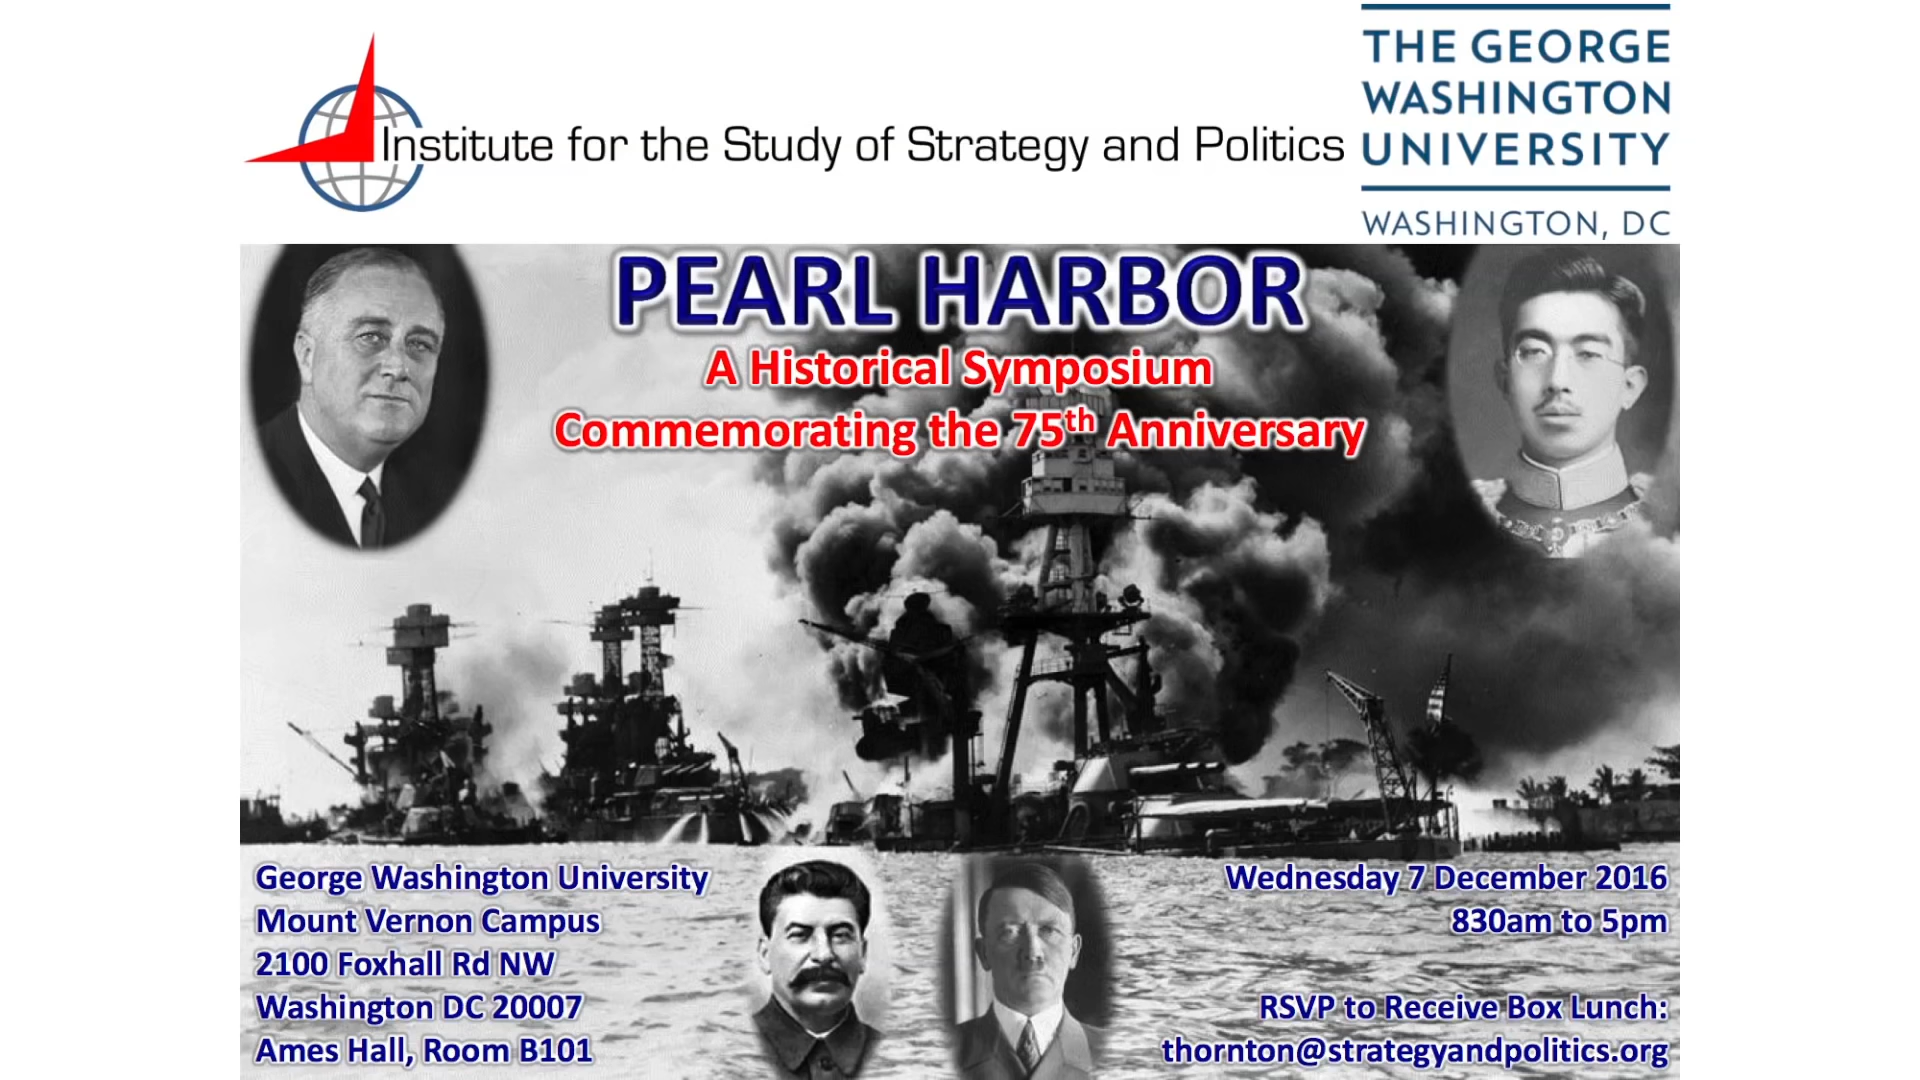 Institute for the Study of Strategy and Politics
THE GEORGE
WASHINGTON
UNIVERSITY
WASHINGTON, DC
PEARL HARBOR
A Historical Symposium
Commemorating the 75th Anniversary
George Washington University
Mount Vernon Campus
2100 Foxhall Rd NW
Washington DC 20007
Ames Hall, Room B101
Wednesday 7 December 2016
830am to 5pm
RSVP to Receive Box Lunch:
thornton@strategyandpolitics.org